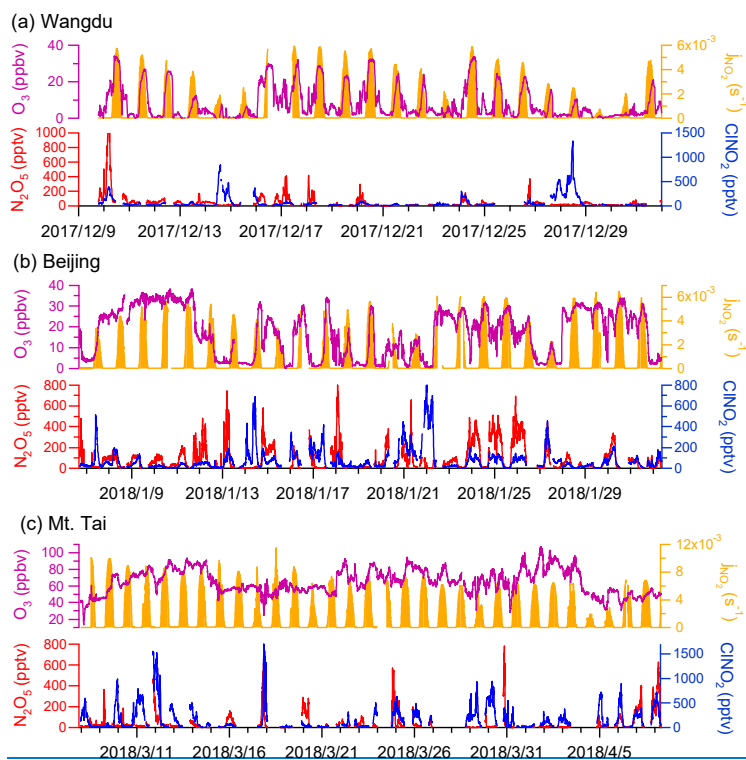 (a) Wangdu
O3 (ppbv)
40
20
0
6x10-3
4
2
0
jNO2 (s-1)
N2O5 (pptv)
1000
800
600
400
200
0
1500
1000
500
0
ClNO2 (pptv)
2017/12/9 2017/12/13 2017/12/17 2017/12/21 2017/12/25 2017/12/29
(b) Beijing
O3 (ppbv)
40
30
20
10
0
6x10-3
4
2
0
jNO2 (s-1)
N2O5 (pptv)
800
600
400
200
0
800
600
400
200
0
ClNO2 (pptv)
2018/1/9 2018/1/13 2018/1/17 2018/1/21 2018/1/25 2018/1/29
(c) Mt. Tai
O3 (ppbv)
100
80
60
40
20
12x10-3
8
4
0
jNO2 (s-1)
N2O5 (pptv)
800
600
400
200
0
1500
1000
500
0
ClNO2 (pptv)
2018/3/11 2018/3/16 2018/3/21 2018/3/26 2018/3/31 2018/4/5